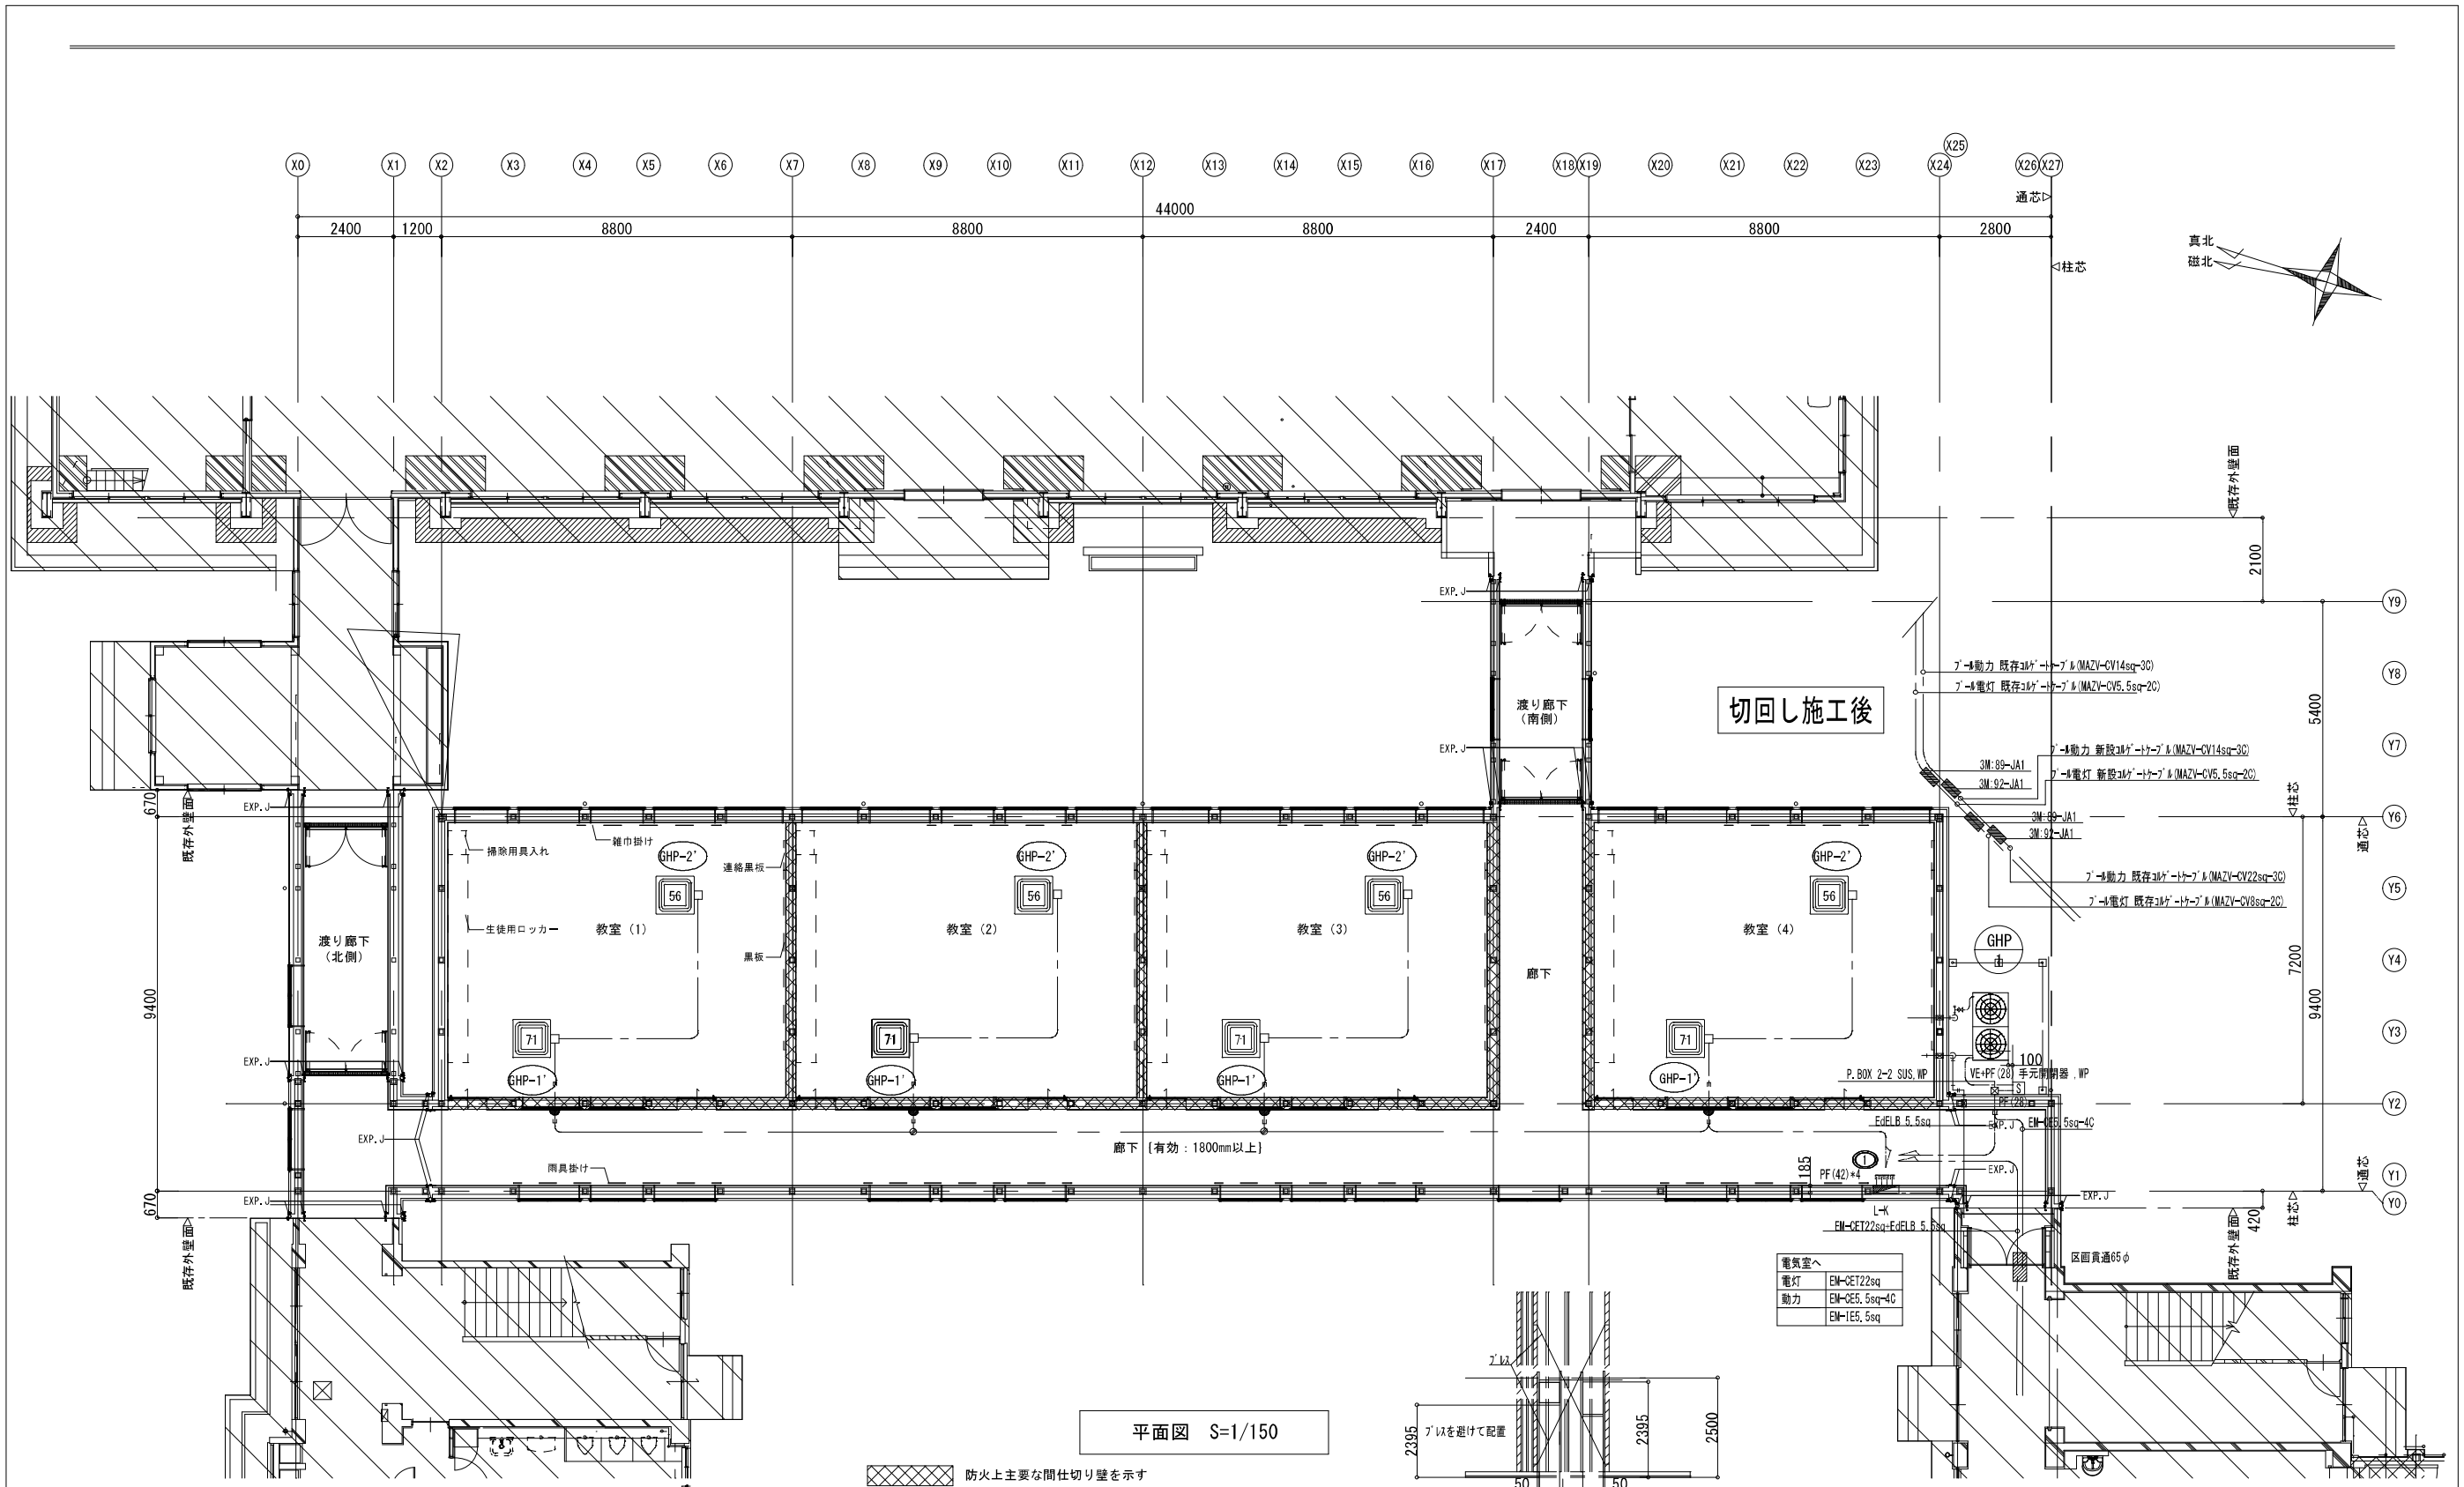 X25
X0 X1 X2 X3 X4 X5 X6 X7 X8 X9 X10 X11 X12 X13 X14 X15 X16 X17 X18 X19 X20 X21 X22 X23 X24 X26 X27
通芯
44000
2400 1200 8800 8800 8800 2400 8800 2800
柱芯
真北
磁北
既存外壁面
2100
EXP.J
Y9
プール動力 既存コルゲートケーブル(MAZV-CV14sq-3C)
Y8
プール電灯 既存コルゲートケーブル(MAZV-CV5.5sq-2C)
渡り廊下
(南側)
切回し施工後
5400
EXP.J
プール動力 新設コルゲートケーブル(MAZV-CV14sq-3C)
Y7
3M:89-JA1
プール電灯 新設コルゲートケーブル(MAZV-CV5.5sq-2C)
3M:92-JA1
670
既存外壁面
EXP.J
柱芯
通芯
Y6
3M:89-JA1
3M:92-JA1
掃除用具入れ
雑巾掛け
連絡黒板
GHP-2'
GHP-2'
GHP-2'
GHP-2'
56
56
56
56
プール動力 既存コルゲートケーブル(MAZV-CV22sq-3C)
Y5
プール電灯 既存コルゲートケーブル(MAZV-CV8sq-2C)
生徒用ロッカー
教室 (1)
教室 (2)
教室 (3)
教室 (4)
渡り廊下
(北側)
黒板
廊下
GHP
1
Y4
7200
9400
9400
71
71
71
71
Y3
EXP.J
100
GHP-1'
GHP-1'
GHP-1'
GHP-1'
P.BOX 2-2 SUS,WP
VE+PF(28) 手元開閉器 ,WP
S
PF(28)
Y2
EdELB 5.5sq
EXP.J
EM-CE5.5sq-4C
EXP.J
廊下 [有効:1800mm以上]
雨具掛け
1
185
PF(42)*4
EXP.J
通芯
Y1
EXP.J
EXP.J
Y0
670
既存外壁面
L-K
EM-CET22sq+EdELB 5.5sq
420
柱芯
既存外壁面
区画貫通65φ
電気室へ
電灯 EM-CET22sq
動力 EM-CE5.5sq-4C
EM-IE5.5sq
ブレス
ブレスを避けて配置
2395
2395
2500
50
50
平面図 S=1/150
防火上主要な間仕切り壁を示す